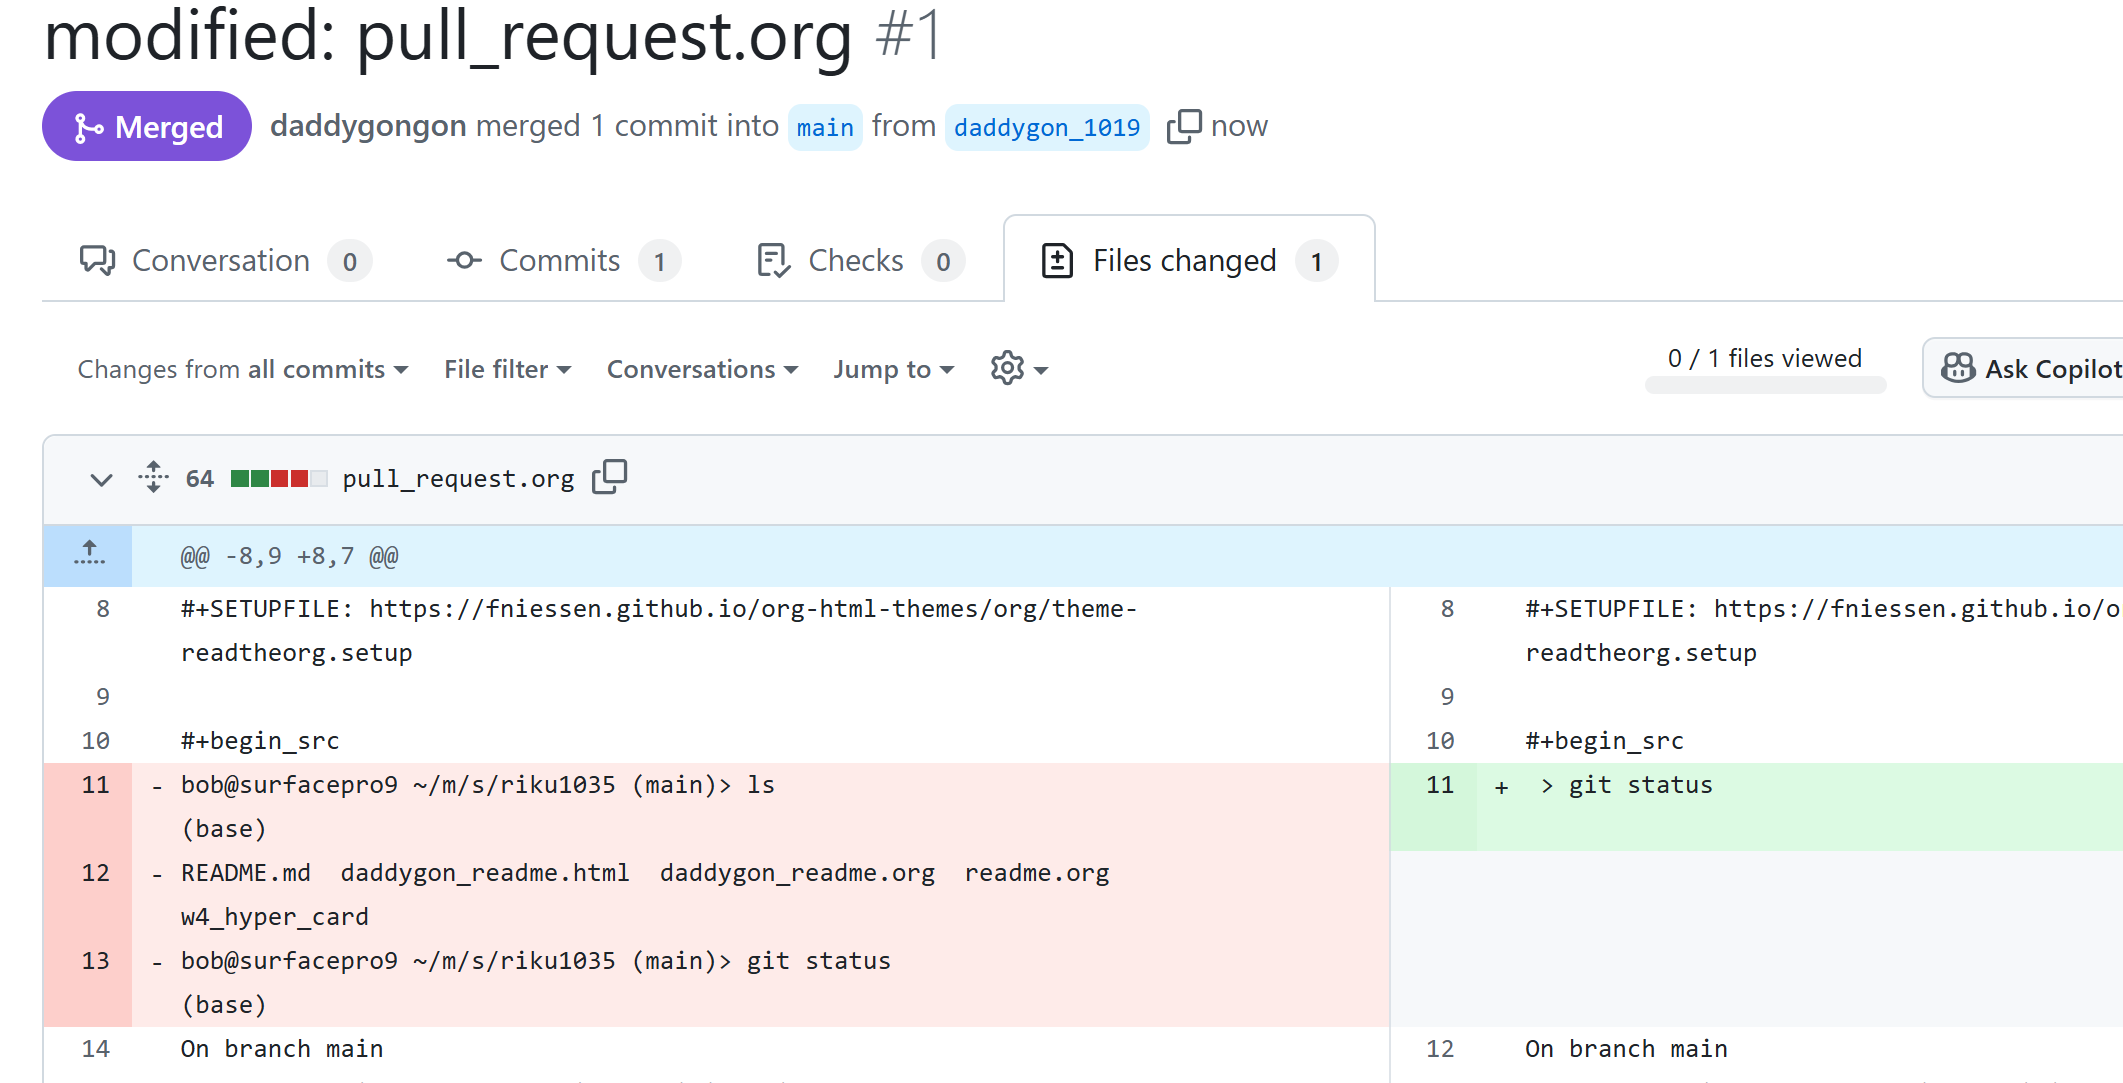 modified: pull_request.org #1
Merged daddygongon merged 1 commit into main from daddygon_1019 now
Conversation 0 Commits 1 Checks 0 Files changed 1
Changes from all commits File filter Conversations Jump to 0 / 1 files viewed Ask Copilot
64 pull_request.org
@@ -8,9 +8,7 @@
8 #+SETUPFILE: https://fniessen.github.io/org-html-themes/org/theme-
readtheorg.setup
9
10 #+begin_src
11 - bob@surfacepro9 ~/m/s/riku1035 (main)> ls
(base)
12 - README.md daddygon_readme.html daddygon_readme.org readme.org
w4_hyper_card
13 - bob@surfacepro9 ~/m/s/riku1035 (main)> git status
(base)
14 On branch main
8 #+SETUPFILE: https://fniessen.github.io/o
readtheorg.setup
9
10 #+begin_src
11 + > git status
12 On branch main